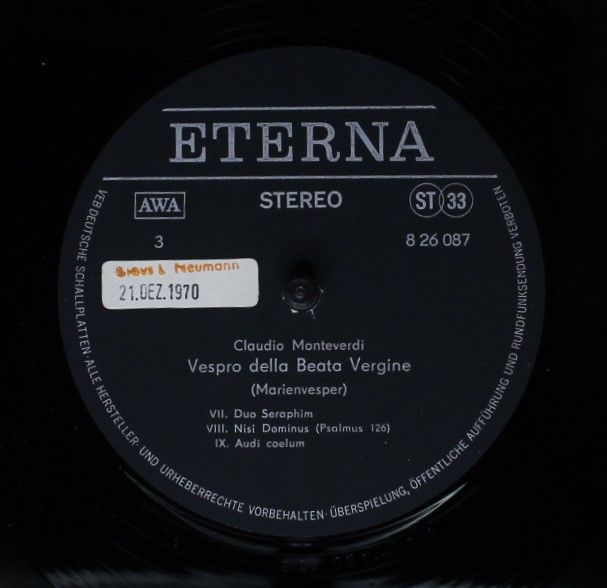 ETERNA
AWA
STEREO
ST 33
3
8 26 087
Neumann
21.DEZ.1970
Claudio Monteverdi
Vespro della Beata Vergine
(Marienvesper)
VII. Duo Seraphim
VIII. Nisi Dominus (Psalmus 126)
IX. Audi coelum
VEB DEUTSCHE SCHALLPLATTEN · ALLE HERSTELLER- UND URHEBERRECHTE VORBEHALTEN · ÜBERSPIELUNG, ÖFFENTLICHE AUFFÜHRUNG UND RUNDFUNKSENDUNG VERBOTEN